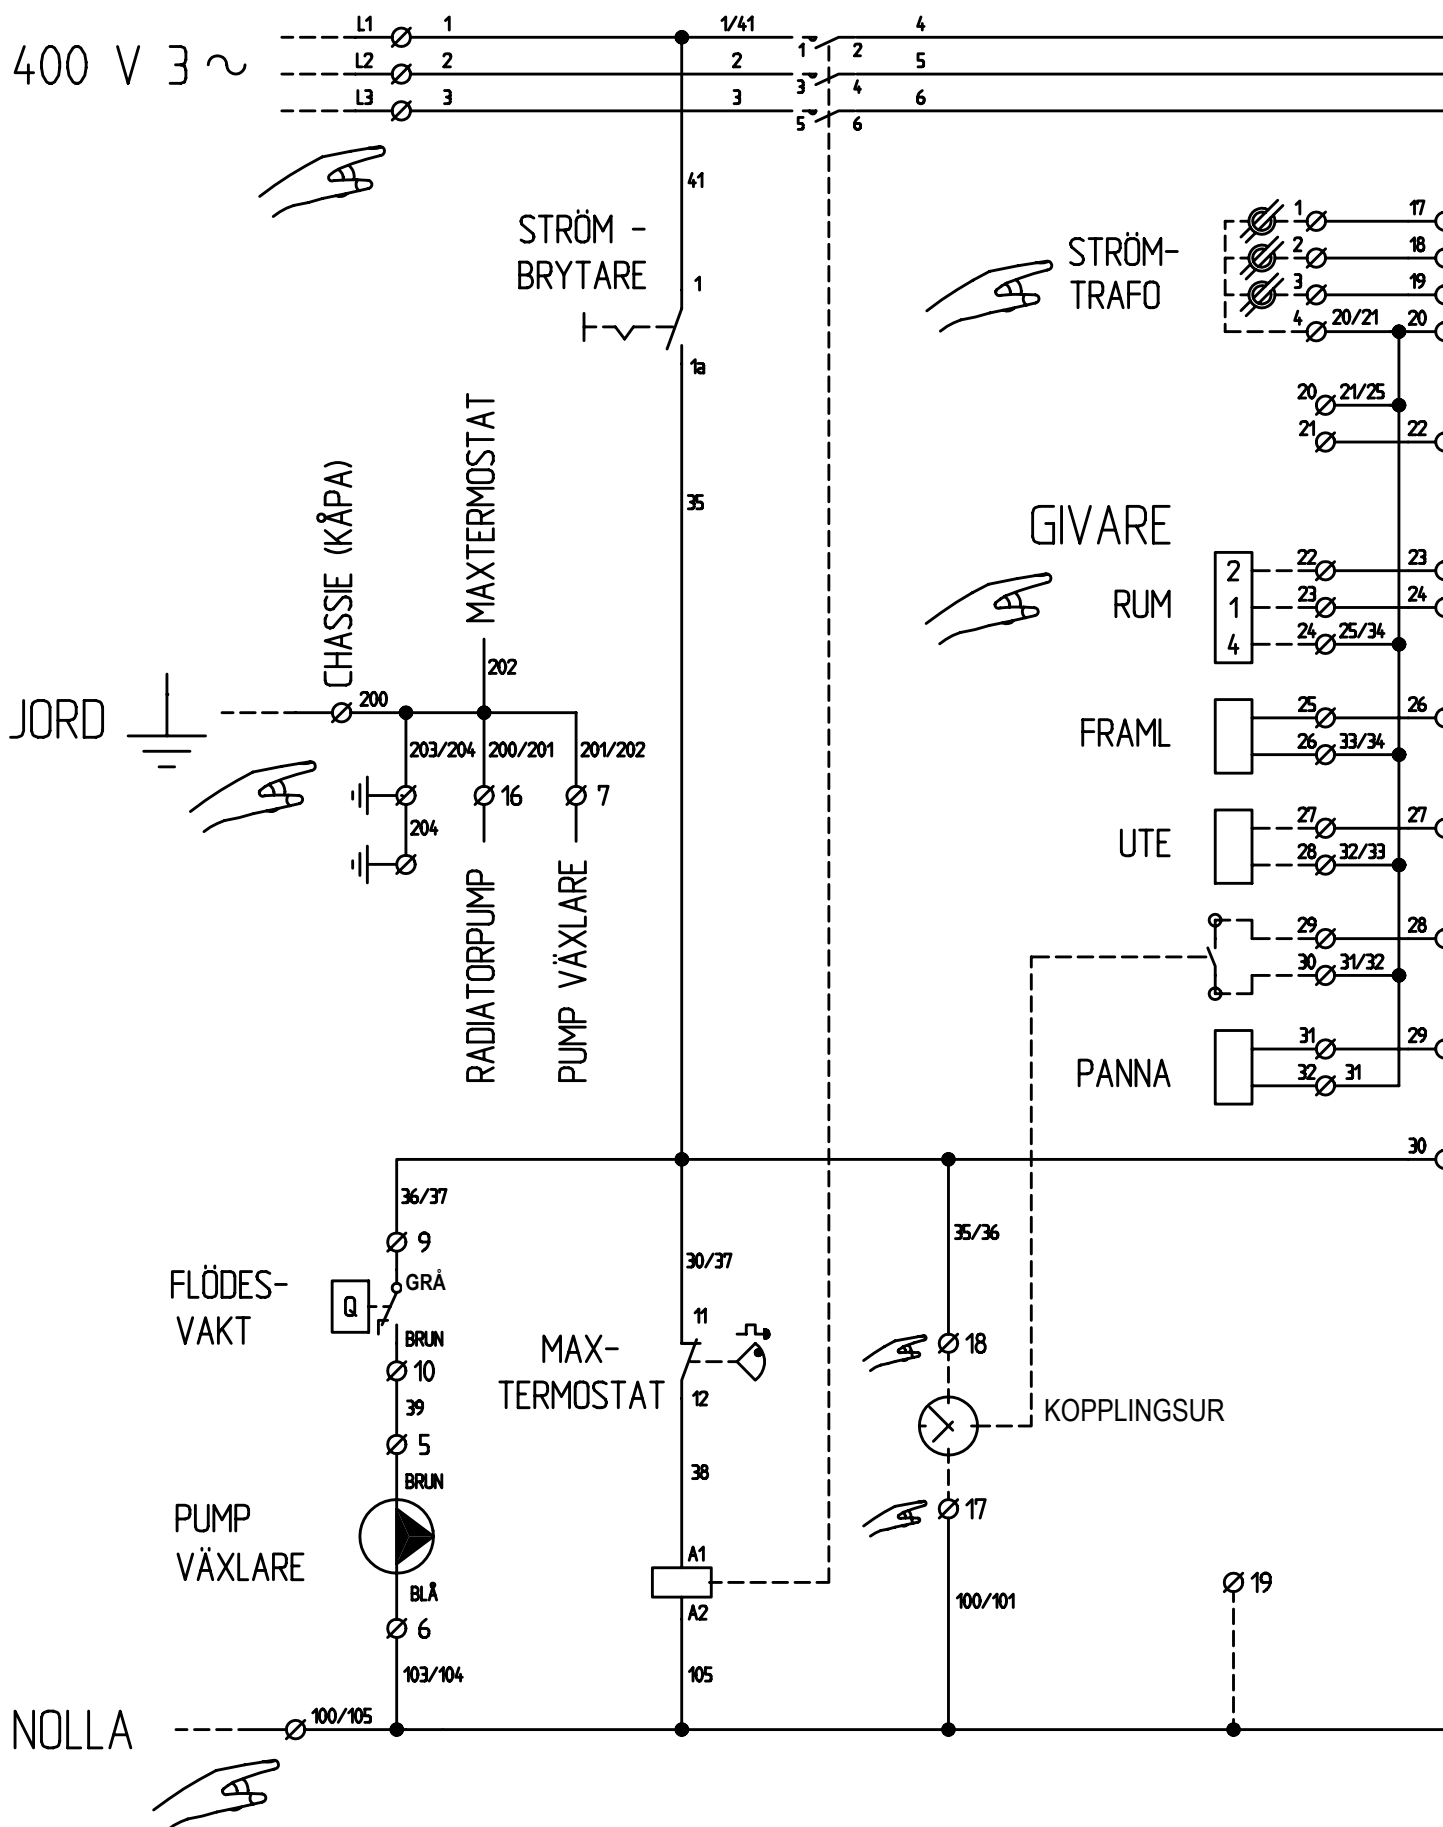 400 V 3 ~
L1 1 1/41 4
1 2
L2 2 2 5
3 4
L3 3 3 6
5 6
41
STRÖM -
BRYTARE
1
1a
35
STRÖM-
TRAFO
1 17
2 18
3 19
4 20/21 20
20 21/25
21 22
GIVARE
RUM
2 22 23
1 23 24
4 24 25/34
FRAML
25 26
26 33/34
UTE
27 27
28 32/33
29 28
30 31/32
PANNA
31 29
32 31
30
CHASSIE (KÅPA)
MAXTERMOSTAT
JORD
200
202
203/204 200/201 201/202
16 7
204
RADIATORPUMP
PUMP VÄXLARE
36/37
9
FLÖDES-
VAKT
Q
GRÅ
BRUN
10
39
5
BRUN
PUMP
VÄXLARE
BLÅ
6
103/104
30/37
11
MAX-
TERMOSTAT
12
38
A1
A2
105
35/36
18
KOPPLINGSUR
17
100/101
19
NOLLA
100/105